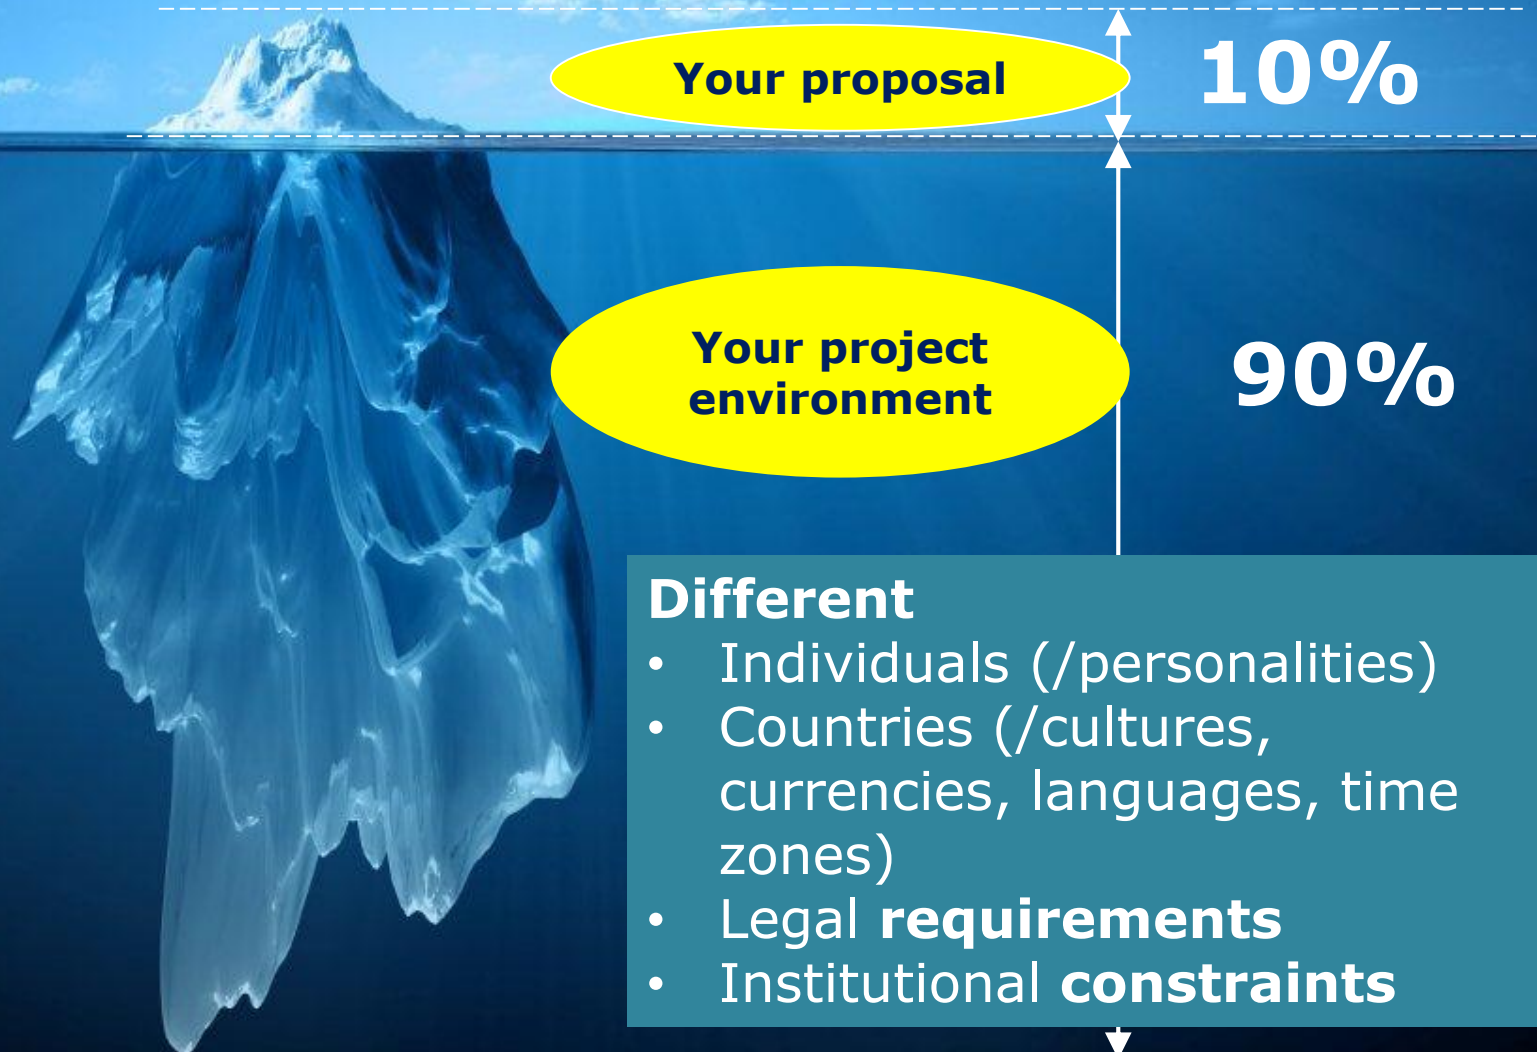 Your proposal
10%
Your project
environment
90%
Different
• Individuals (/personalities)
• Countries (/cultures,
currencies, languages, time
zones)
• Legal requirements
• Institutional constraints